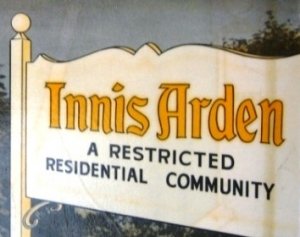 Innis Arden
A RESTRICTED
RESIDENTIAL COMMUNITY